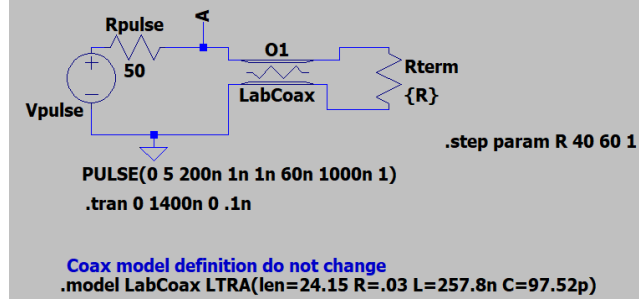 Rpulse
A
50
O1
Rterm
{R}
LabCoax
Vpulse
.step param R 40 60 1
PULSE(0 5 200n 1n 1n 60n 1000n 1)
.tran 0 1400n 0 .1n
Coax model definition do not change
.model LabCoax LTRA(len=24.15 R=.03 L=257.8n C=97.52p)